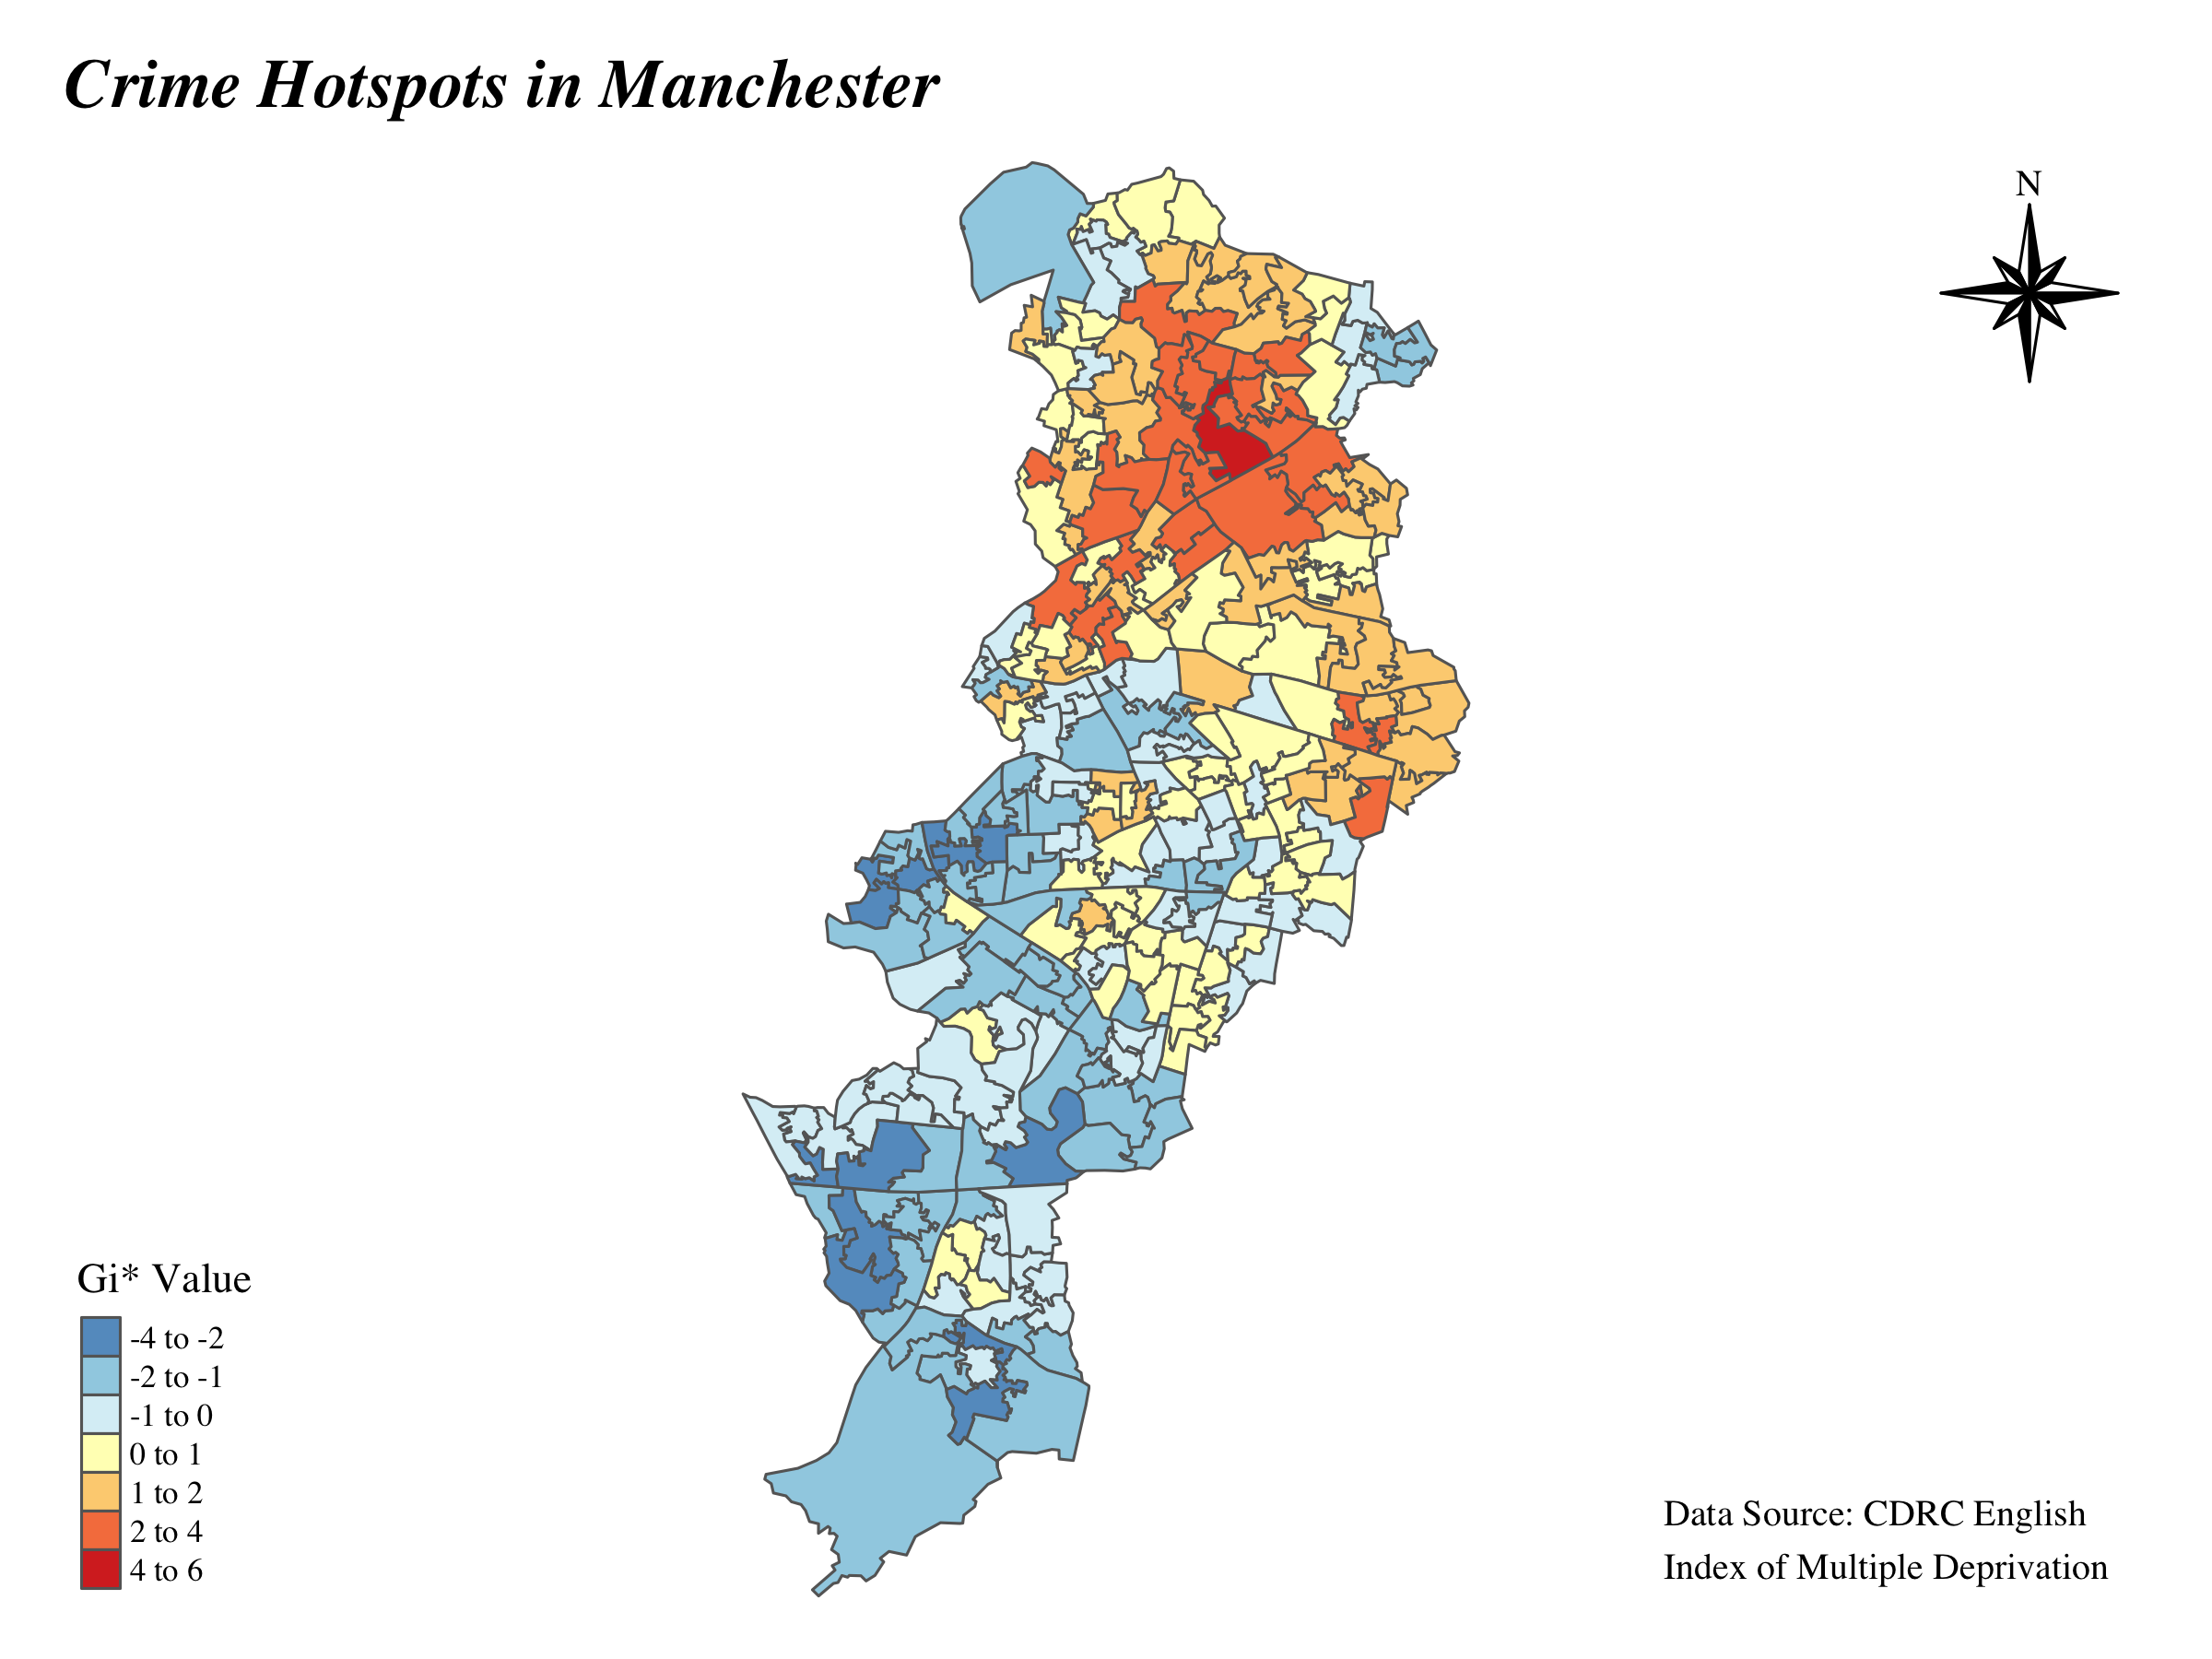 Crime Hotspots in Manchester
N
Gi* Value
-4 to -2
-2 to -1
-1 to 0
0 to 1
1 to 2
2 to 4
4 to 6
Data Source: CDRC English
Index of Multiple Deprivation